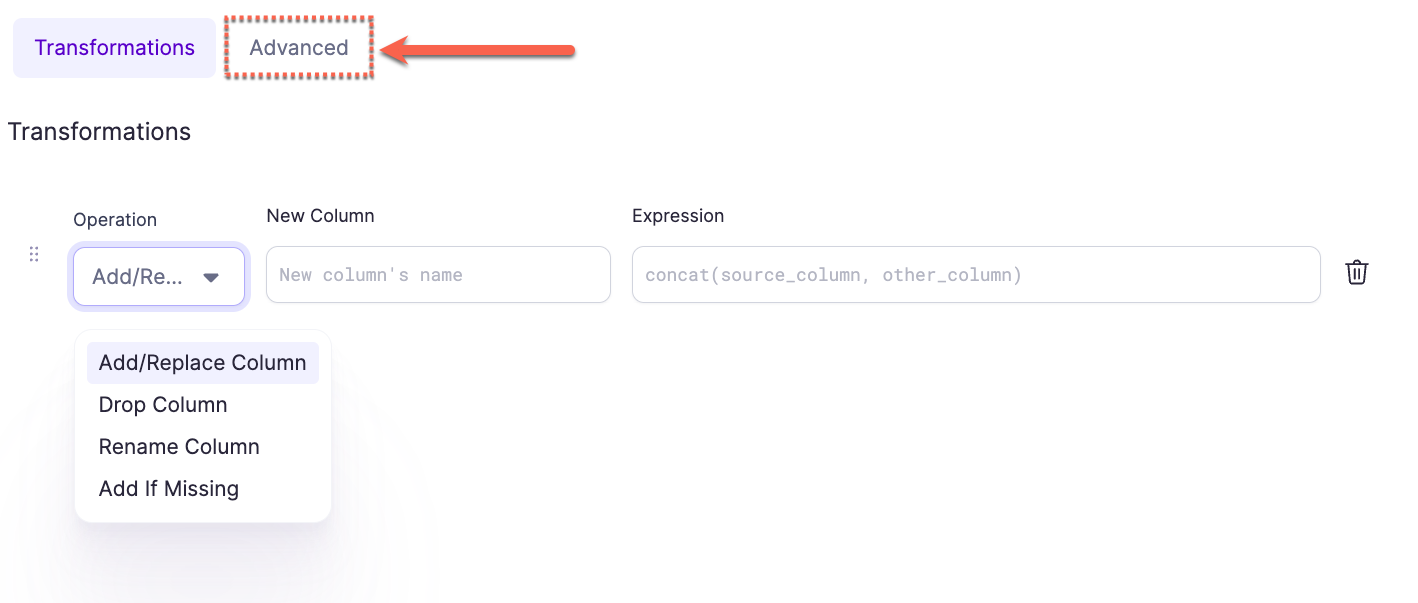 Transformations Advanced
Transformations
Operation New Column Expression
Add/Re... New column's name concat(source_column, other_column)
Add/Replace Column
Drop Column
Rename Column
Add If Missing